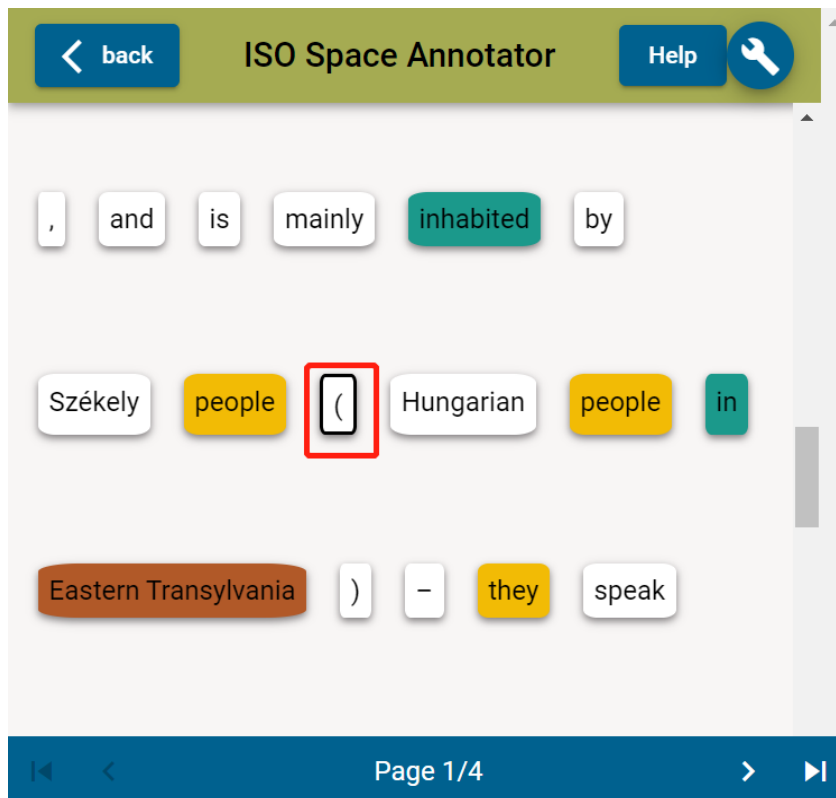 back ISO Space Annotator Help
, and is mainly inhabited by
Székely people ( Hungarian people in
Eastern Transylvania ) – they speak
Page 1/4